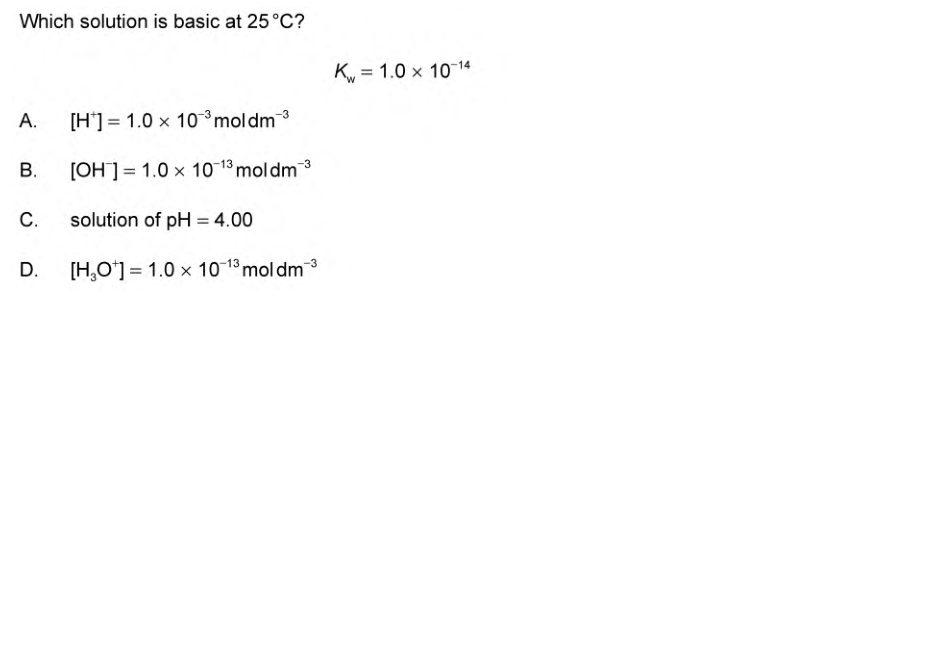 Which solution is basic at 25 °C?
K_w = 1.0 × 10⁻¹⁴
A. [H⁺] = 1.0 × 10⁻³ mol dm⁻³
B. [OH⁻] = 1.0 × 10⁻¹³ mol dm⁻³
C. solution of pH = 4.00
D. [H₃O⁺] = 1.0 × 10⁻¹³ mol dm⁻³